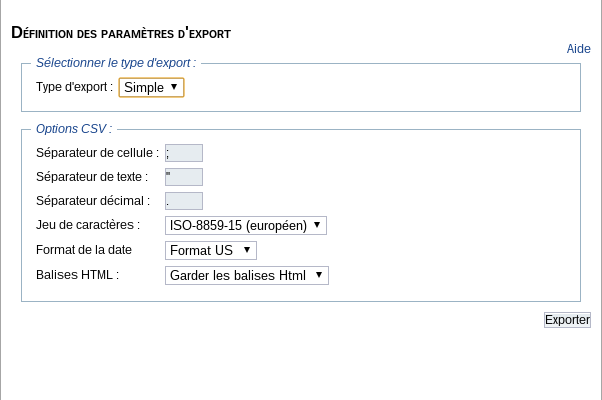 Définition des paramètres d'export
Aide
Sélectionner le type d'export :
Type d'export : Simple
Options CSV :
Séparateur de cellule : ;
Séparateur de texte : "
Séparateur décimal : .
Jeu de caractères : ISO-8859-15 (européen)
Format de la date Format US
Balises HTML : Garder les balises Html
Exporter